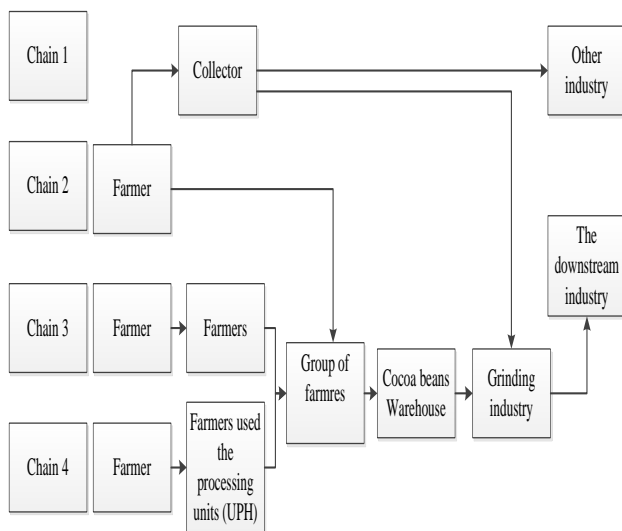 Chain 1
Collector
Other
industry
Chain 2
Farmer
The
downstream
industry
Chain 3
Farmer
Farmers
Group of
farmres
Cocoa beans
Warehouse
Grinding
industry
Chain 4
Farmer
Farmers used
the
processing
units (UPH)